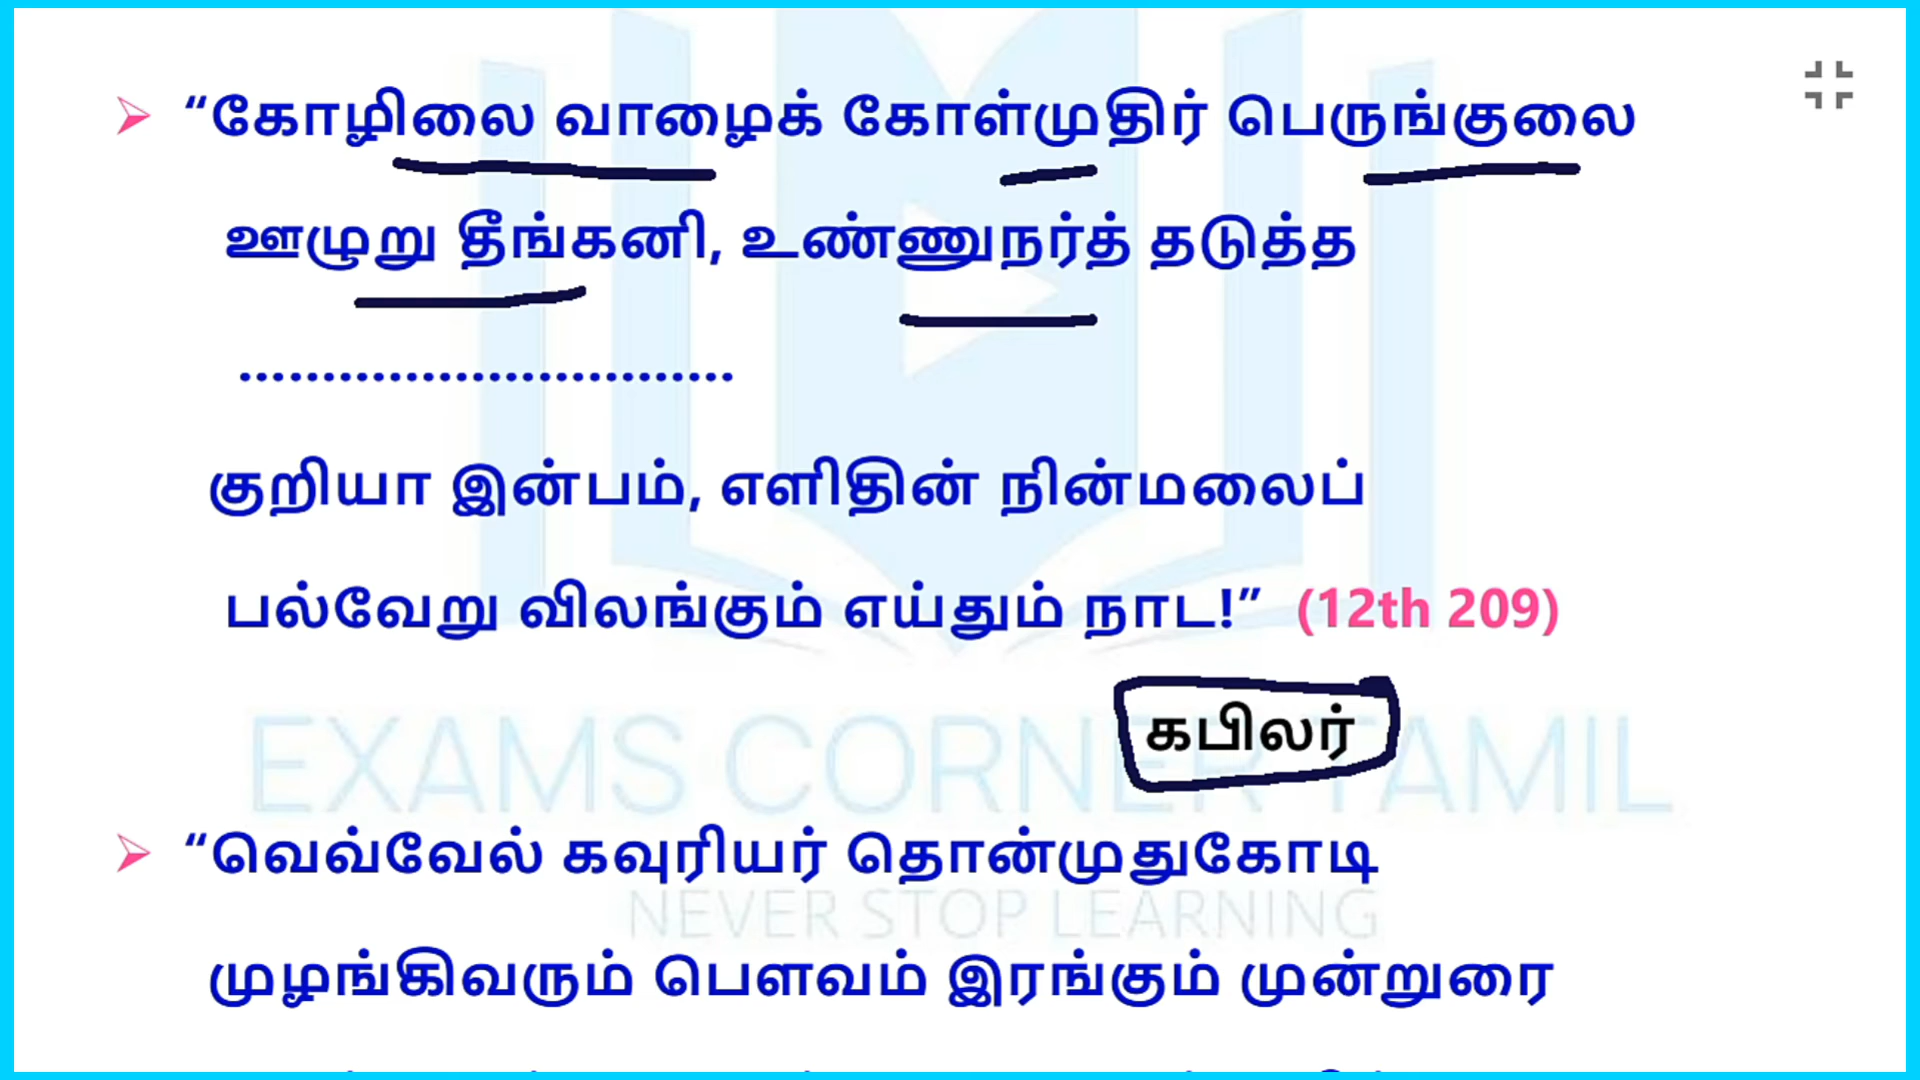 “கோழிலை வாழைக் கோள்முதிர் பெருங்குலை
ஊழுறு தீங்கனி, உண்ணுநர்த் தடுத்த
..............................
குறியா இன்பம், எளிதின் நின்மலைப்
பல்வேறு விலங்கும் எய்தும் நாட!” (12th 209)
கபிலர்
EXAMS CORNER TAMIL
“வெவ்வேல் கவுரியர் தொன்முதுகோடி
NEVER STOP LEARNING
முழங்கிவரும் பௌவம் இரங்கும் முன்றுரை